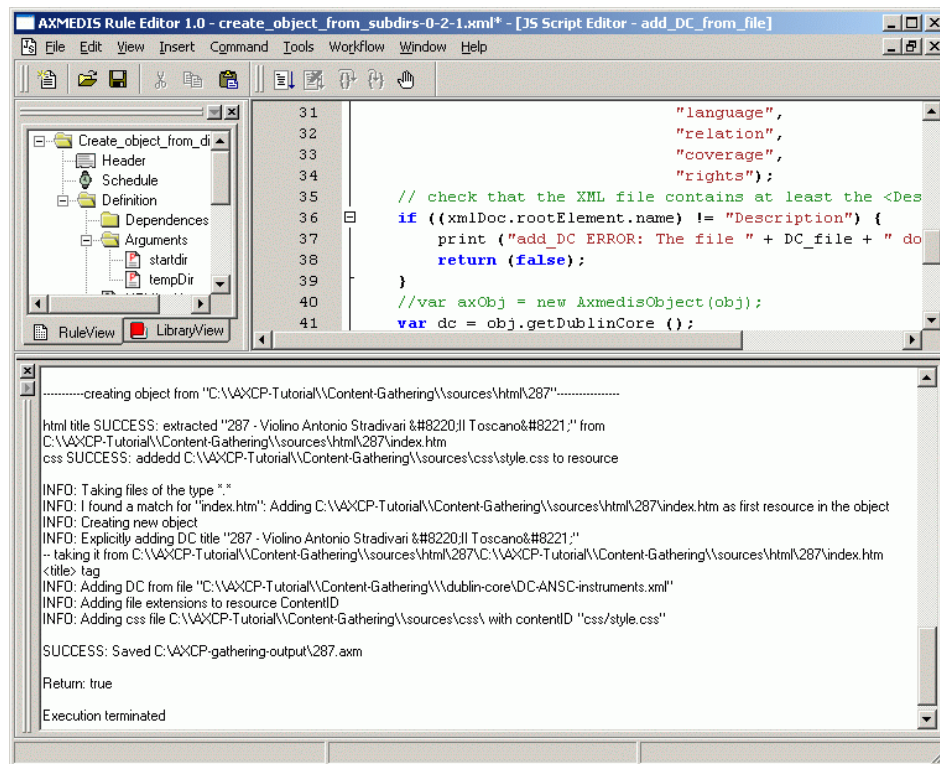 AXMEDIS Rule Editor 1.0 - create_object_from_subdirs-0-2-1.xml* - [JS Script Editor - add_DC_from_file]
File Edit View Insert Command Tools Workflow Window Help
Create_object_from_di
Header
Schedule
Definition
Dependences
Arguments
startdir
tempDir
RuleView LibraryView
31 "language",
32 "relation",
33 "coverage",
34 "rights");
35 // check that the XML file contains at least the <Des
36 if ((xmlDoc.rootElement.name) != "Description") {
37 print ("add_DC ERROR: The file " + DC_file + " do
38 return (false);
39 }
40 //var axObj = new AxmedisObject(obj);
41 var dc = obj.getDublinCore ();
-----------creating object from "C:\\AXCP-Tutorial\\Content-Gathering\\sources\html\287"-----------------
html title SUCCESS: extracted "287 - Violino Antonio Stradivari &#8220;Il Toscano&#8221;" from
C:\\AXCP-Tutorial\\Content-Gathering\\sources\html\287\index.htm
css SUCCESS: addedd C:\\AXCP-Tutorial\\Content-Gathering\\sources\css\style.css to resource
INFO: Taking files of the type *.*
INFO: I found a match for "index.htm": Adding C:\\AXCP-Tutorial\\Content-Gathering\\sources\html\287\index.htm as first resource in the object
INFO: Creating new object
INFO: Explicitly adding DC title "287 - Violino Antonio Stradivari &#8220;Il Toscano&#8221;"
-- taking it from C:\\AXCP-Tutorial\\Content-Gathering\\sources\html\287\C:\\AXCP-Tutorial\\Content-Gathering\\sources\html\287\index.htm
<title> tag
INFO: Adding DC from file "C:\\AXCP-Tutorial\\Content-Gathering\\\dublin-core\DC-ANSC-instruments.xml"
INFO: Adding file extensions to resource ContentID
INFO: Adding css file C:\\AXCP-Tutorial\\Content-Gathering\\sources\css\ with contentID "css/style.css"
SUCCESS: Saved C:\AXCP-gathering-output\287.axm
Return: true
Execution terminated